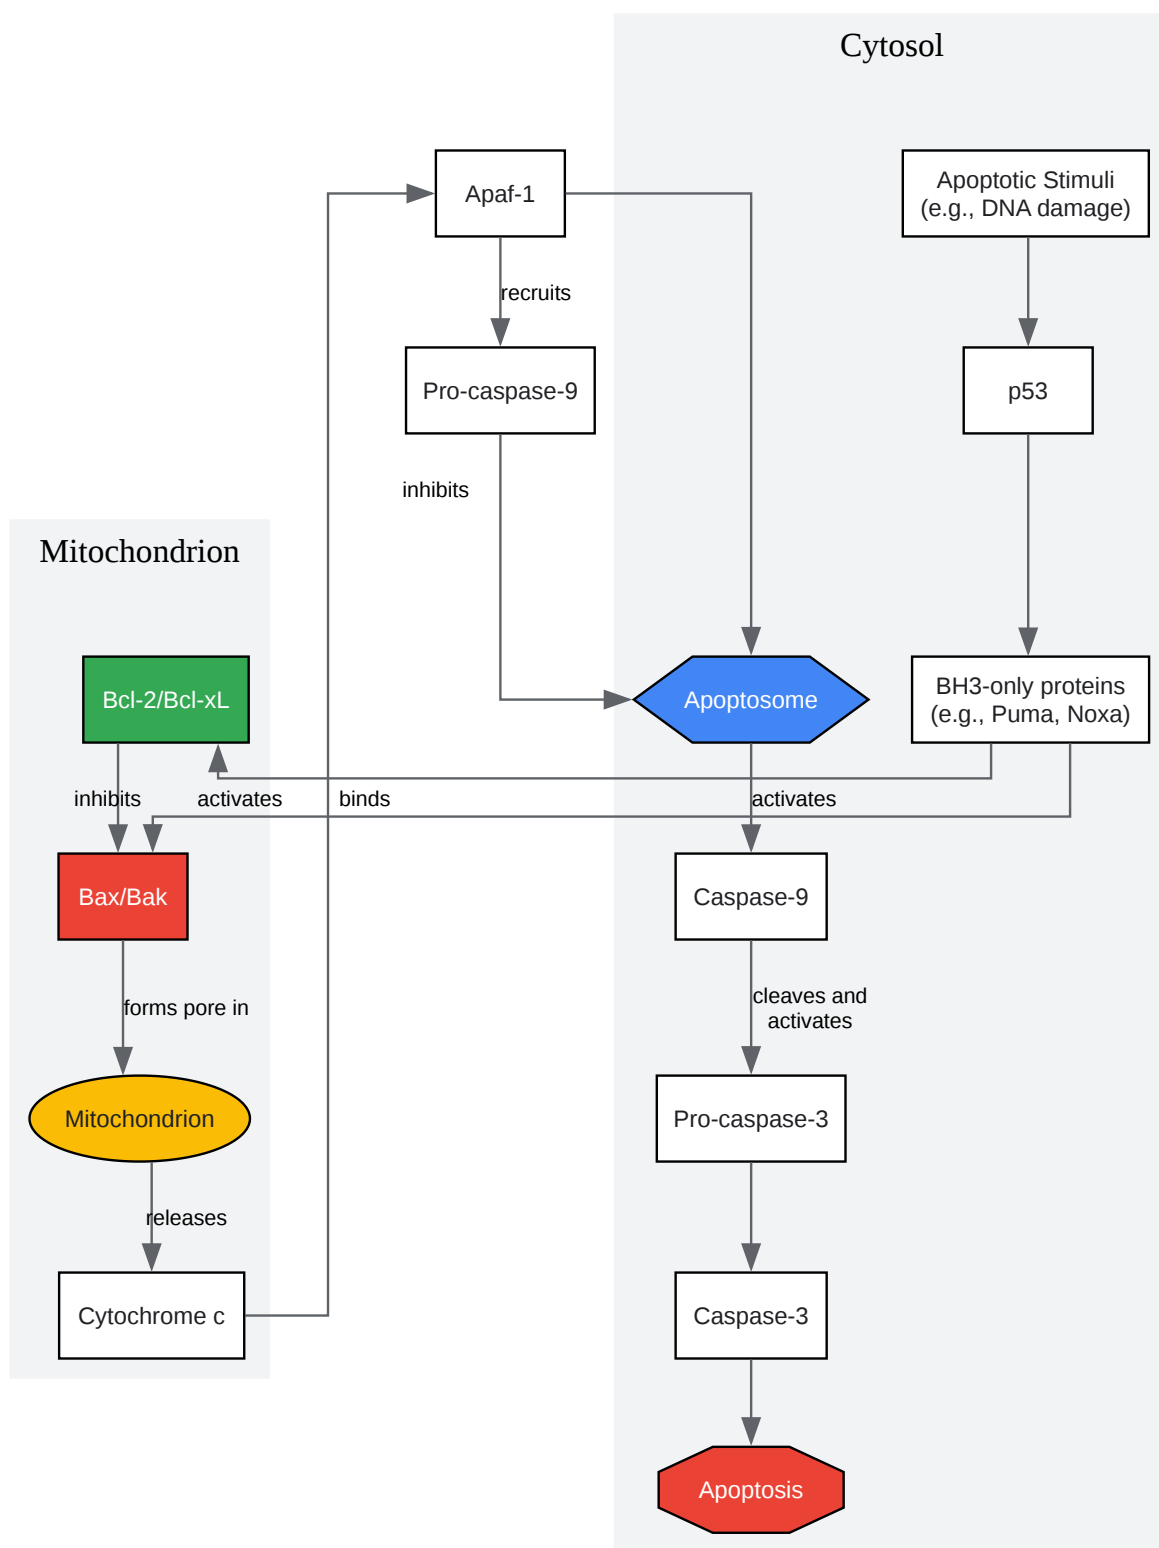 Cytosol
Apaf-1
Apoptotic Stimuli
(e.g., DNA damage)
recruits
Pro-caspase-9
p53
inhibits
Mitochondrion
Bcl-2/Bcl-xL
Apoptosome
BH3-only proteins
(e.g., Puma, Noxa)
inhibits
activates
binds
activates
Bax/Bak
Caspase-9
forms pore in
cleaves and
activates
Mitochondrion
Pro-caspase-3
releases
Cytochrome c
Caspase-3
Apoptosis